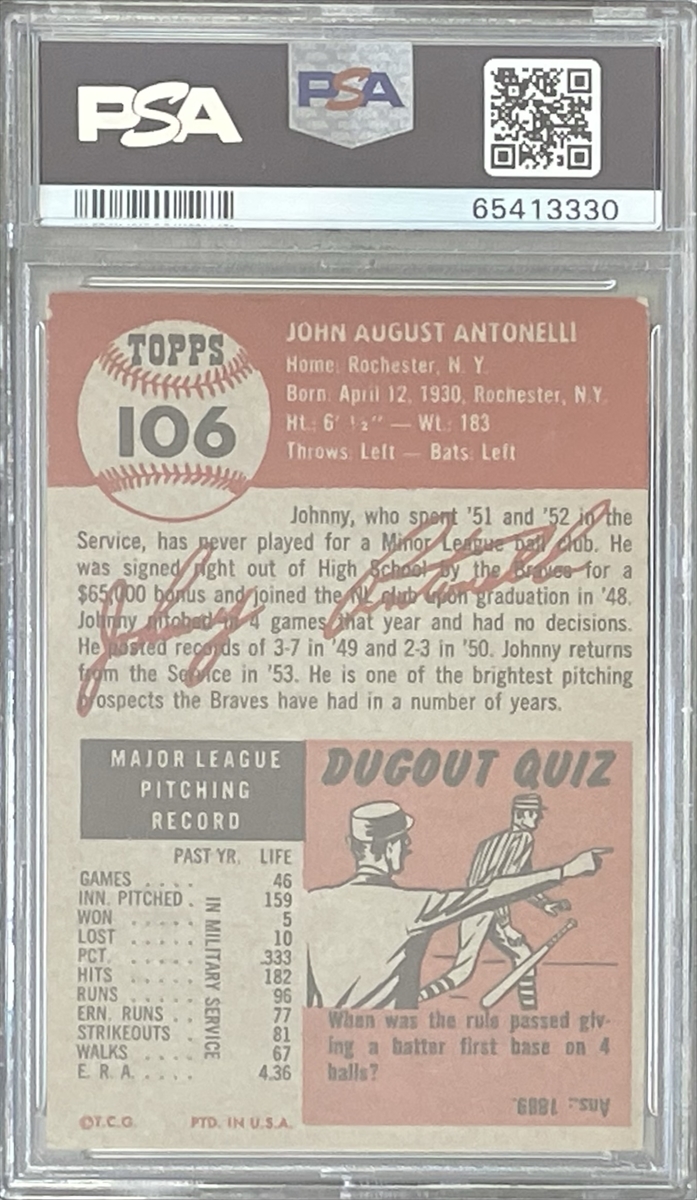 PSA
PSA
65413330
TOPPS
106
JOHN AUGUST ANTONELLI
Home: Rochester, N. Y.
Born: April 12, 1930, Rochester, N.Y.
Ht.: 6' ½" — Wt.: 183
Throws: Left — Bats: Left
Johnny, who spent '51 and '52 in the
Service, has never played for a Minor League ball club. He
was signed right out of High School by the Braves for a
$65,000 bonus and joined the NL club upon graduation in '48.
Johnny pitched in 4 games that year and had no decisions.
He posted records of 3-7 in '49 and 2-3 in '50. Johnny returns
from the Service in '53. He is one of the brightest pitching
prospects the Braves have had in a number of years.
Johnny Antonelli
MAJOR LEAGUE
PITCHING
RECORD
PAST YR. LIFE
GAMES .... 46
INN. PITCHED . 159
WON ..... 5
LOST ..... 10
PCT. ..... .333
HITS ..... 182
RUNS ..... 96
ERN. RUNS .. 77
STRIKEOUTS . 81
WALKS .... 67
E. R. A. .... 4.36
IN MILITARY SERVICE
DUGOUT QUIZ
When was the rule passed giv-
ing a batter first base on 4
balls?
Ans.: 1889.
©T.C.G. PTD. IN U.S.A.